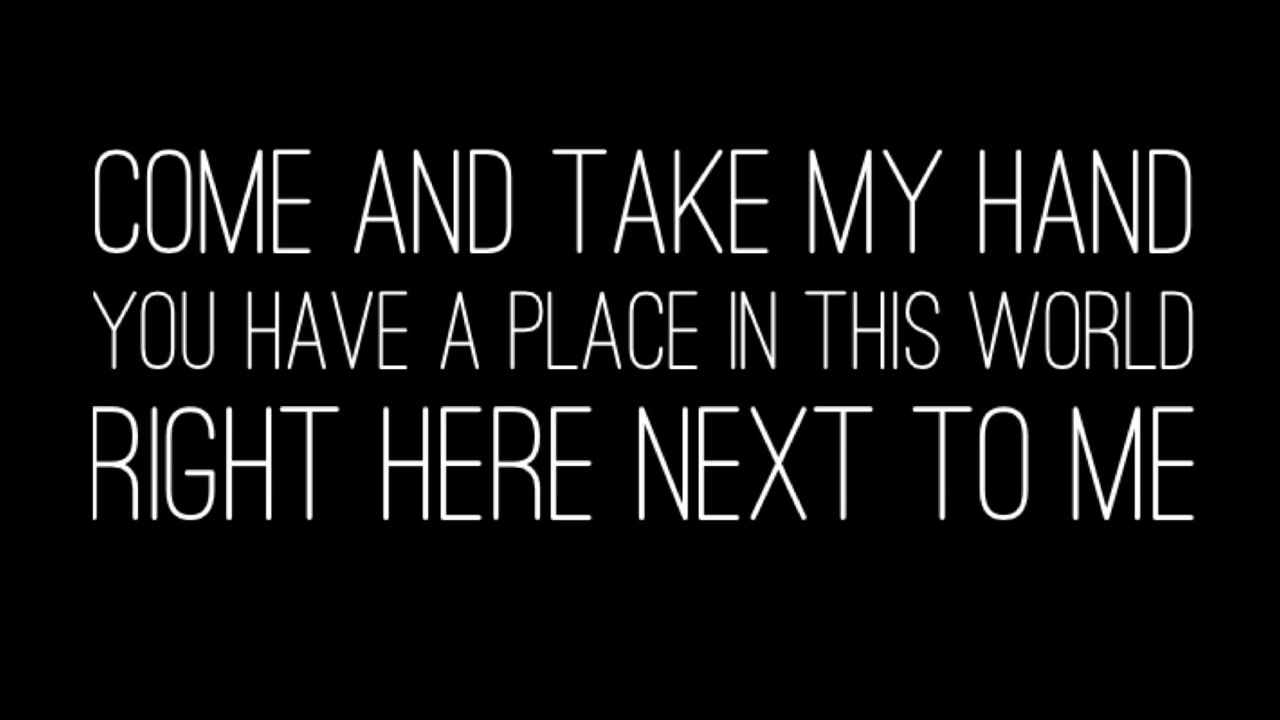 COME AND TAKE MY HAND
YOU HAVE A PLACE IN THIS WORLD
RIGHT HERE NEXT TO ME